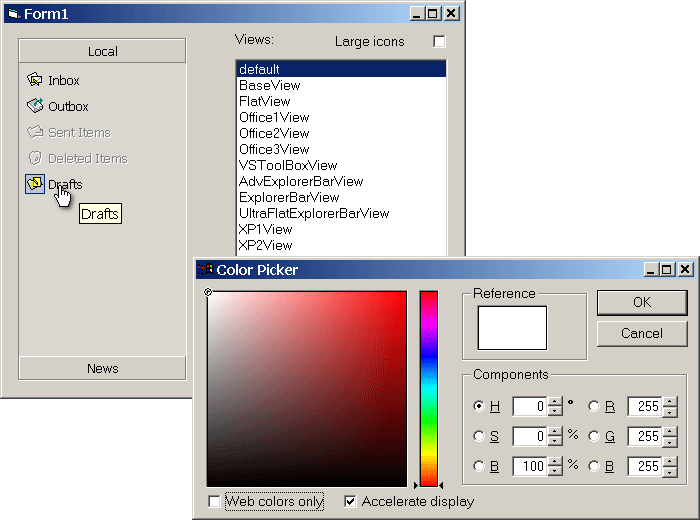 Form1
Local
Inbox
Outbox
Sent Items
Deleted Items
Drafts
Drafts
News
Views:
Large icons
default
BaseView
FlatView
Office1View
Office2View
Office3View
VSToolBoxView
AdvExplorerBarView
ExplorerBarView
UltraFlatExplorerBarView
XP1View
XP2View
Color Picker
Reference
OK
Cancel
Components
H 0 ° R 255
S 0 % G 255
B 100 % B 255
Web colors only
Accelerate display